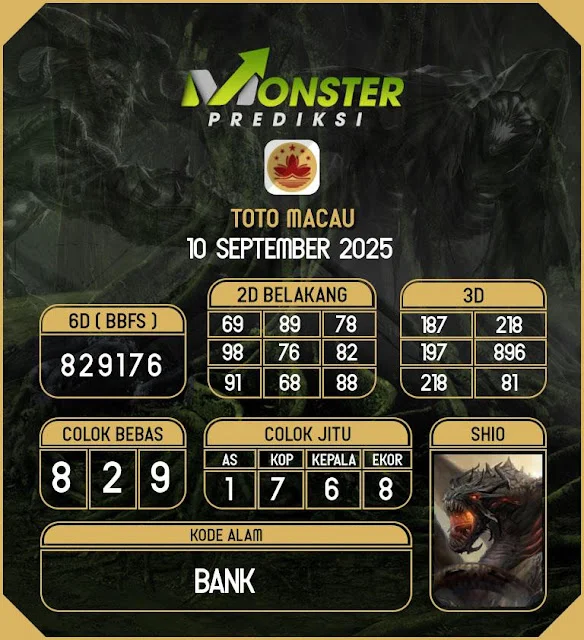 MONSTER
PREDIKSI
TOTO MACAU
10 SEPTEMBER 2025
6D ( BBFS )
829176
2D BELAKANG
69 89 78
98 76 82
91 68 88
3D
187 218
197 896
218 81
COLOK BEBAS
8 2 9
COLOK JITU
AS KOP KEPALA EKOR
1 7 6 8
SHIO
KODE ALAM
BANK